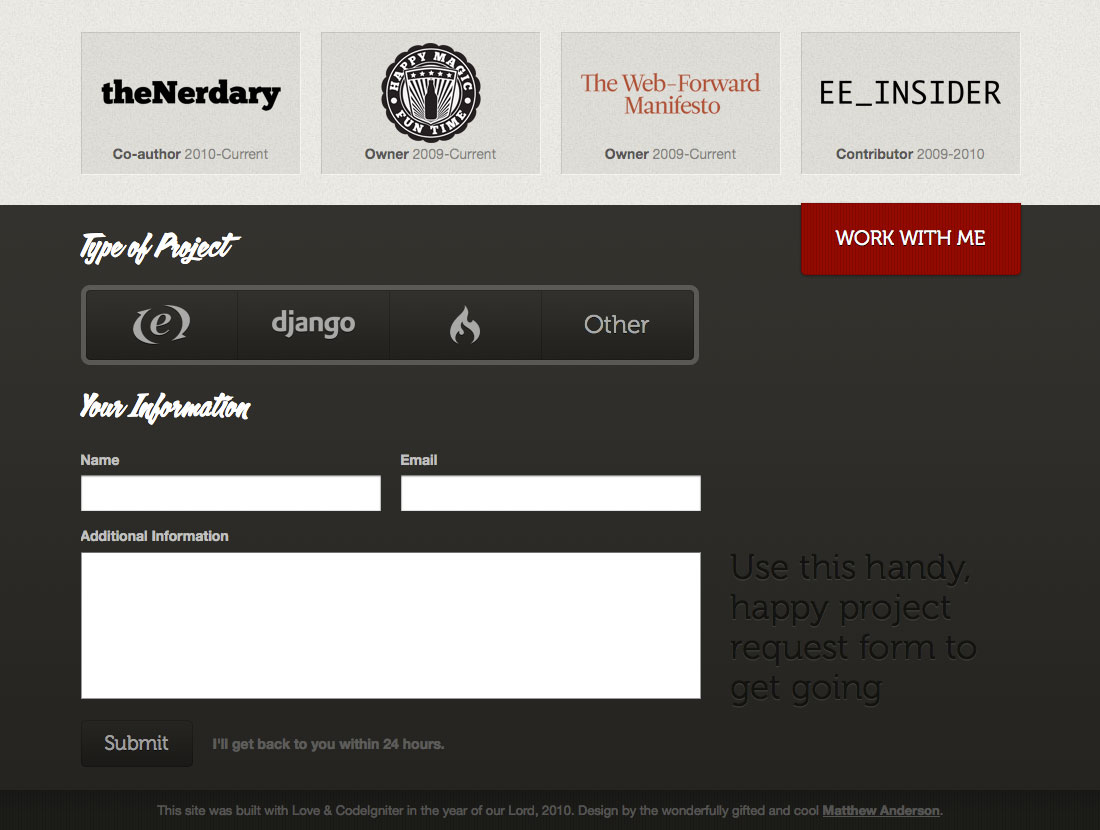 theNerdary
Co-author 2010-Current
HAPPY MAGIC
FUN TIME
Owner 2009-Current
The Web-Forward
Manifesto
Owner 2009-Current
EE_INSIDER
Contributor 2009-2010
WORK WITH ME
Type of Project
e
django
Other
Your Information
Name
Email
Additional Information
Use this handy,
happy project
request form to
get going
Submit
I'll get back to you within 24 hours.
This site was built with Love & CodeIgniter in the year of our Lord, 2010. Design by the wonderfully gifted and cool Matthew Anderson.